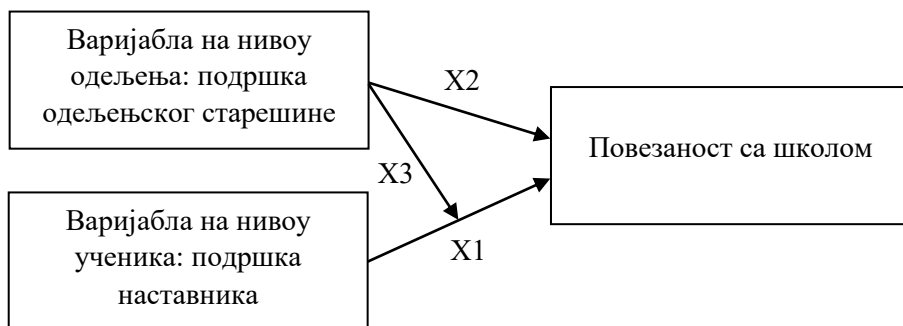 Варијабла на нивоу
одељења: подршка
одељењског старешине
X2
Повезаност са школом
X3
Варијабла на нивоу
ученика: подршка
наставника
X1